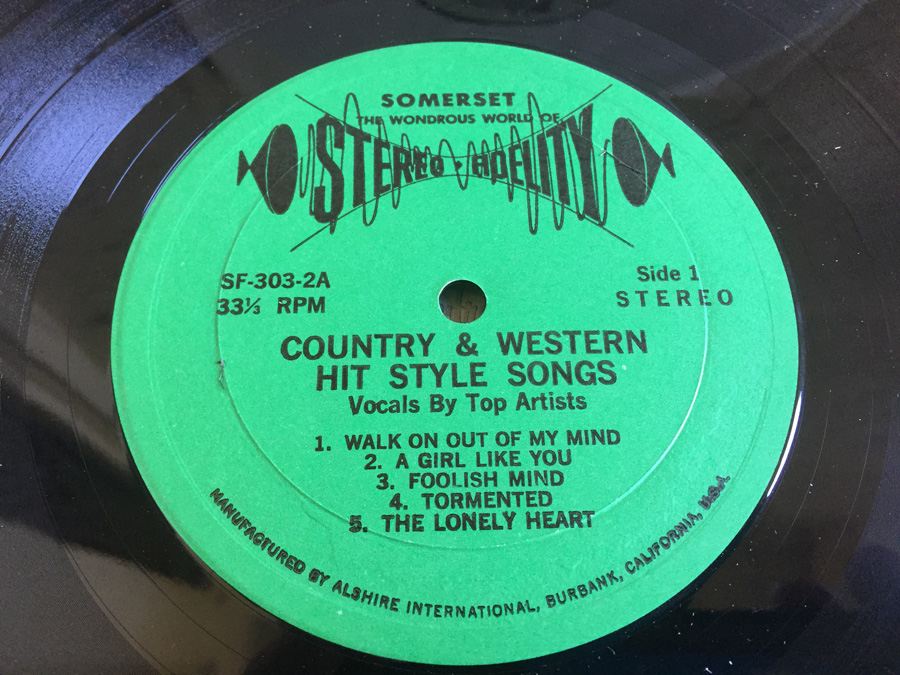 SOMERSET
THE WONDROUS WORLD OF
STEREO · FIDELITY
SF-303-2A
33⅓ RPM
Side 1
STEREO
COUNTRY & WESTERN
HIT STYLE SONGS
Vocals By Top Artists
1. WALK ON OUT OF MY MIND
2. A GIRL LIKE YOU
3. FOOLISH MIND
4. TORMENTED
5. THE LONELY HEART
MANUFACTURED BY ALSHIRE INTERNATIONAL, BURBANK, CALIFORNIA, U.S.A.